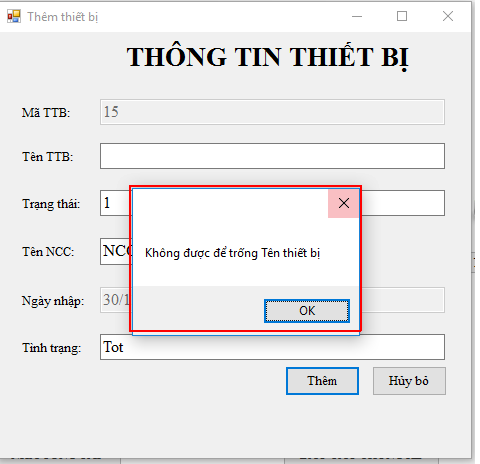 Thêm thiết bị
THÔNG TIN THIẾT BỊ
Mã TTB:
15
Tên TTB:
Trạng thái:
1
Tên NCC:
NCC
Không được để trống Tên thiết bị
OK
Ngày nhập:
30/1
Tình trạng:
Tot
Thêm
Hủy bỏ